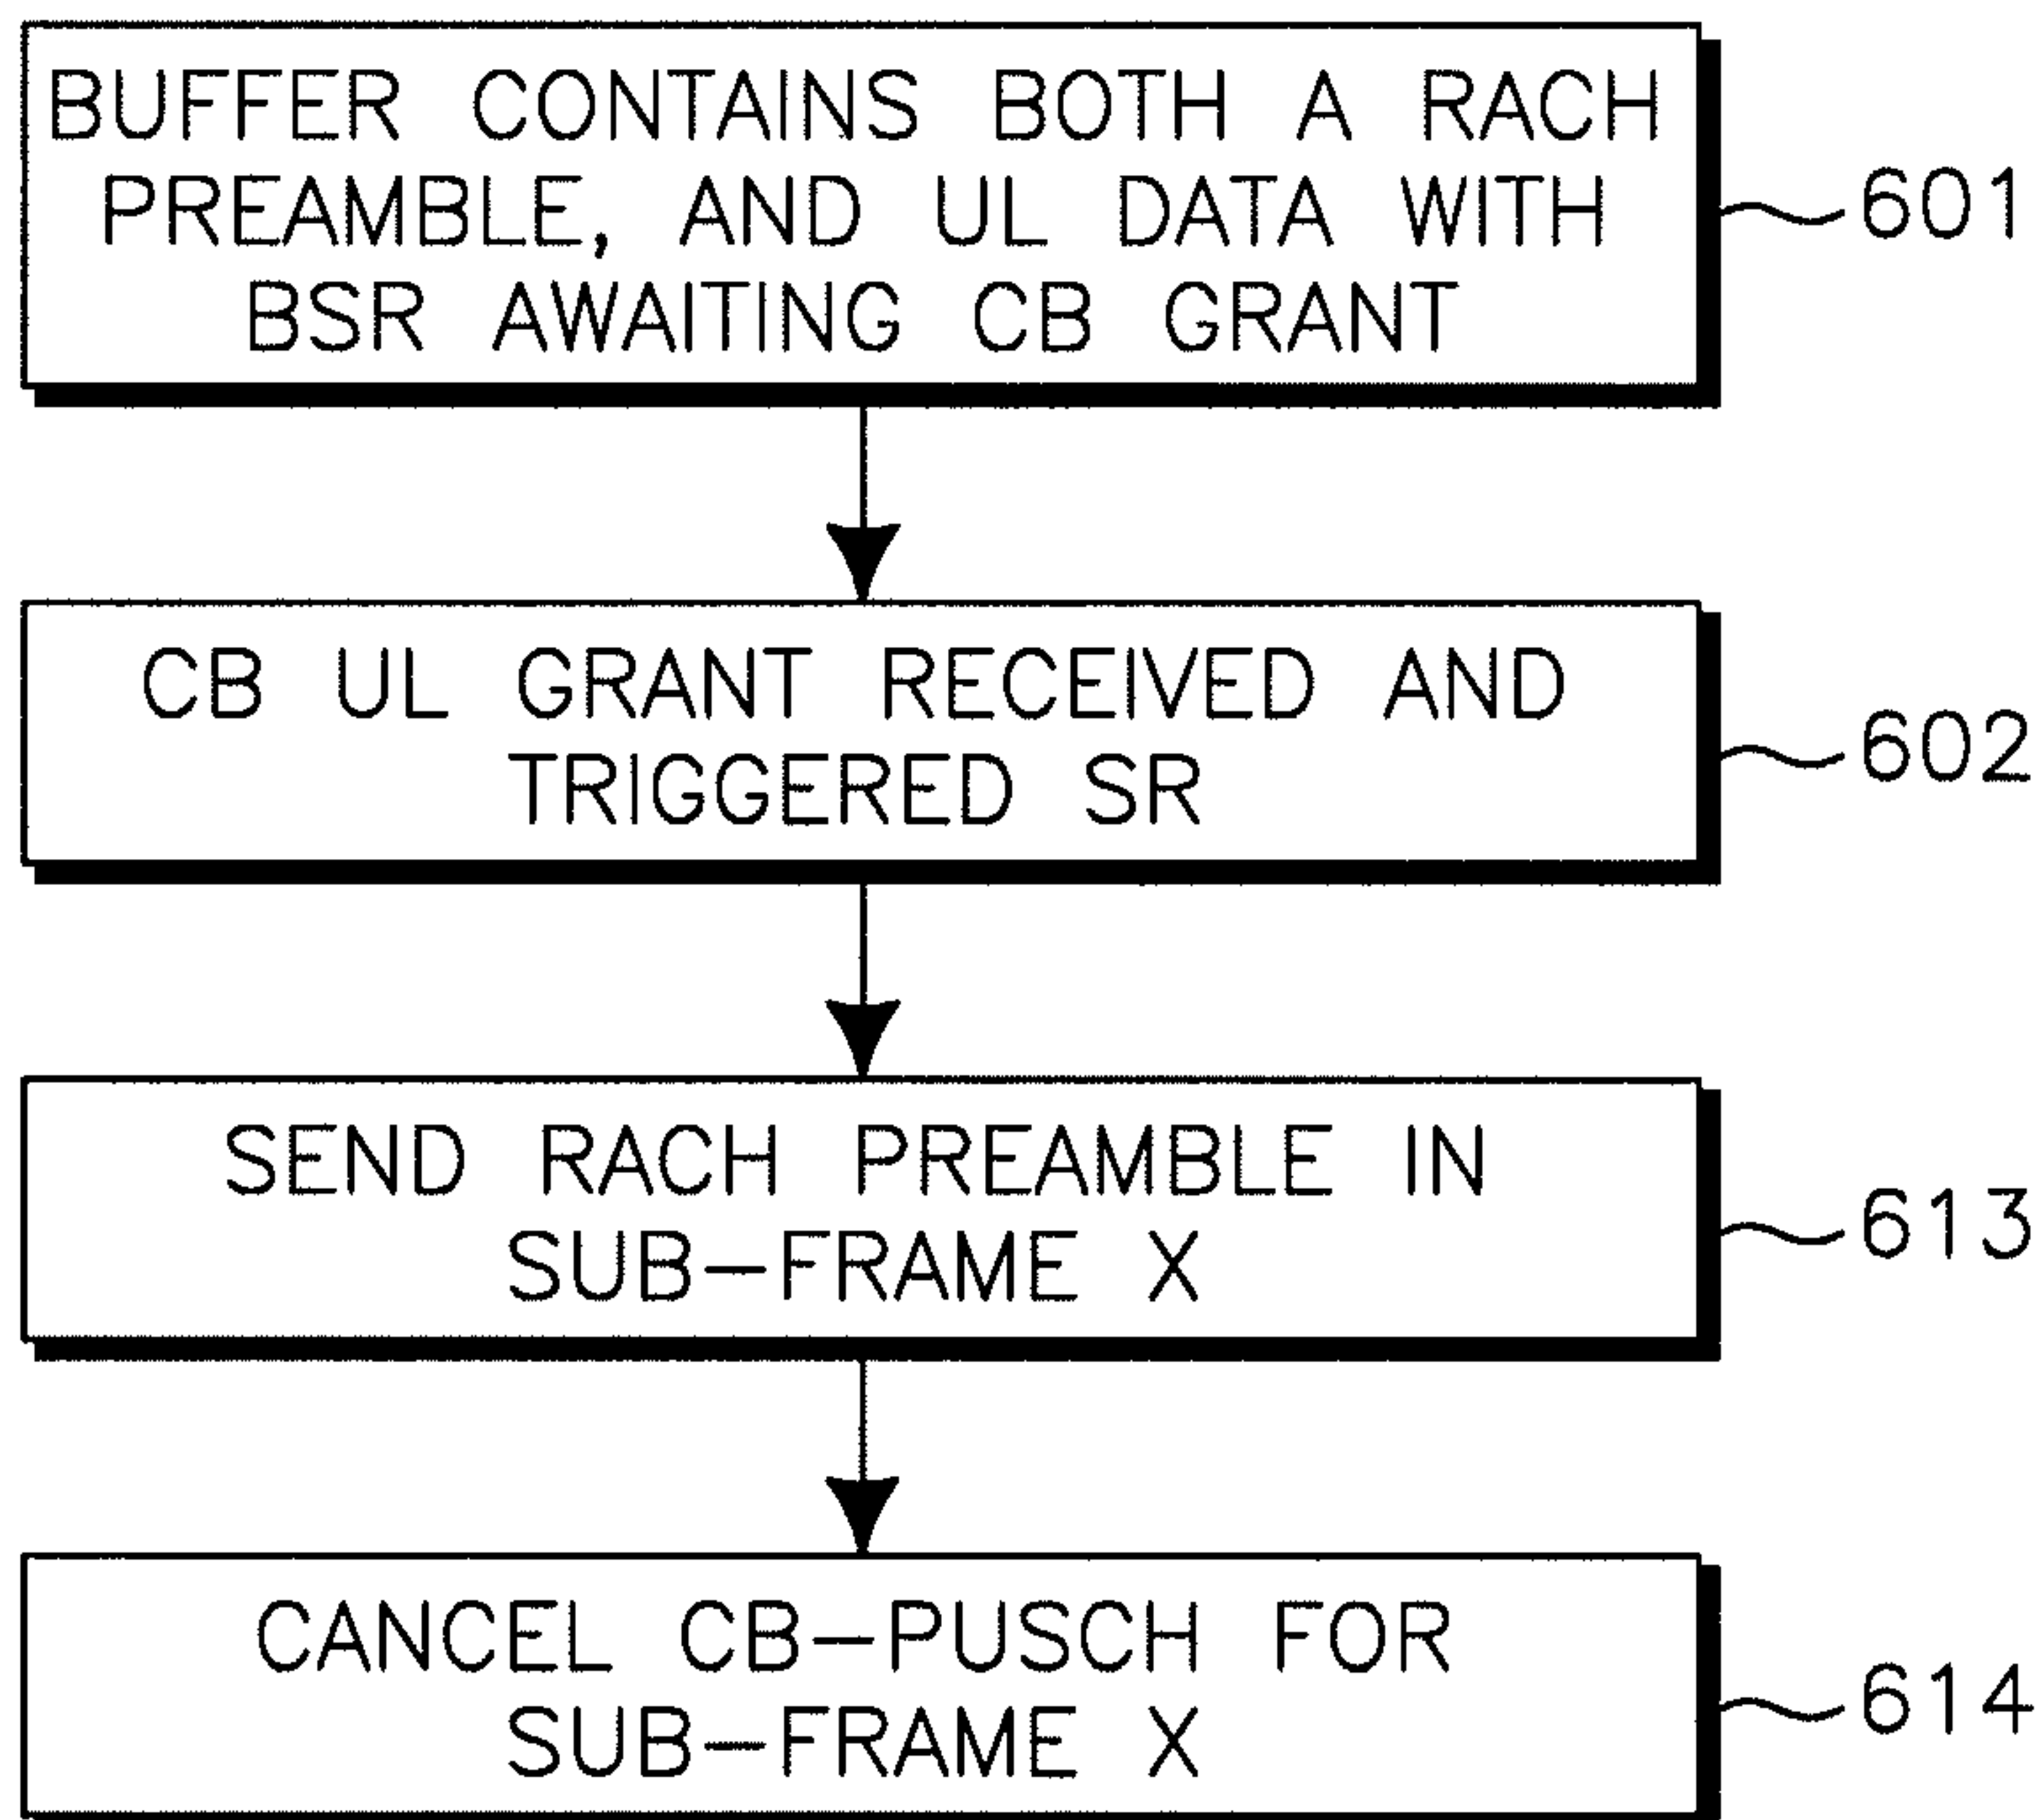 BUFFER CONTAINS BOTH A RACH
PREAMBLE, AND UL DATA WITH
BSR AWAITING CB GRANT
601
CB UL GRANT RECEIVED AND
TRIGGERED SR
602
SEND RACH PREAMBLE IN
SUB-FRAME X
613
CANCEL CB-PUSCH FOR
SUB-FRAME X
614